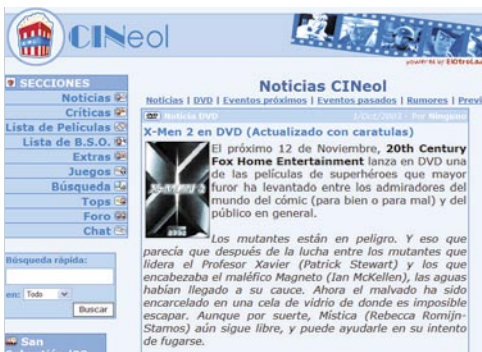 CINeol
powered by ElOtroLado
SECCIONES
Noticias
Críticas
Lista de Películas
Lista de B.S.O.
Extras
Juegos
Búsqueda
Tops
Foro
Chat
Búsqueda rápida:
en: Todo
Buscar
San
Noticias CINeol
Noticias | DVD | Eventos próximos | Eventos pasados | Rumores | Previ
DVD Noticia DVD 1/Oct/2003 - Por Ninguno
X-Men 2 en DVD (Actualizado con caratulas)
El próximo 12 de Noviembre, 20th Century
Fox Home Entertainment lanza en DVD una
de las películas de superhéroes que mayor
furor ha levantado entre los admiradores del
mundo del cómic (para bien o para mal) y del
público en general.
Los mutantes están en peligro. Y eso que
parecía que después de la lucha entre los mutantes que
lidera el Profesor Xavier (Patrick Stewart) y los que
encabezaba el maléfico Magneto (Ian McKellen), las aguas
habían llegado a su cauce. Ahora el malvado ha sido
encarcelado en una cela de vidrio de donde es imposible
escapar. Aunque por suerte, Mística (Rebecca Romijn-
Stamos) aún sigue libre, y puede ayudarle en su intento
de fugarse.